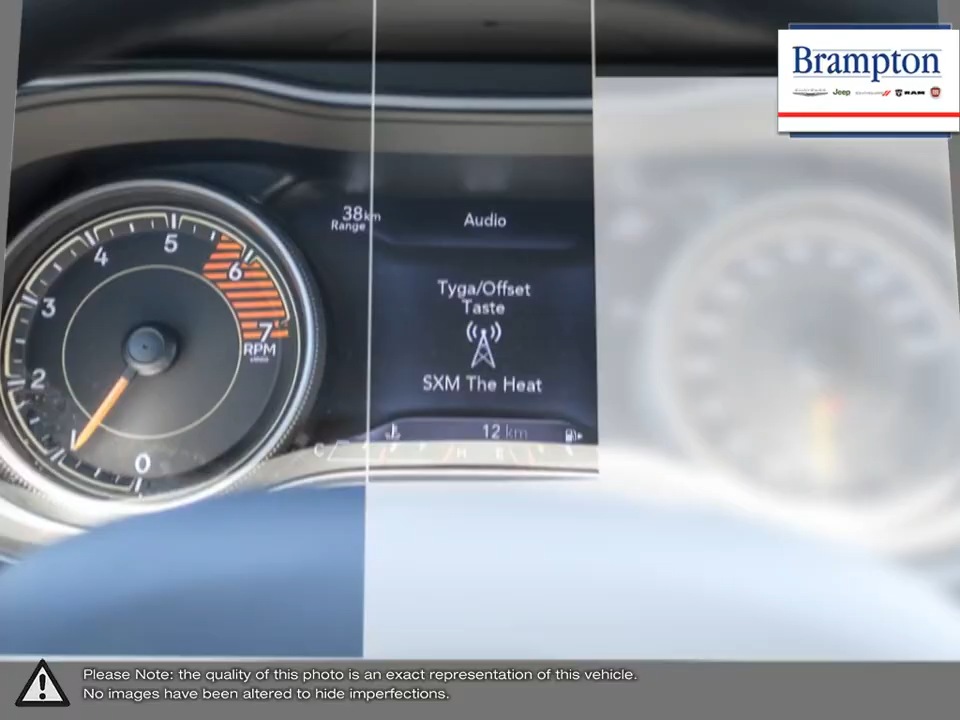 Brampton
Jeep
RAM
38km
Range
Audio
Tyga/Offset
Taste
SXM The Heat
12 km
5
4
6
3
7
RPM
2
1
0
C
H
E
Please Note: the quality of this photo is an exact representation of this vehicle.
No images have been altered to hide imperfections.